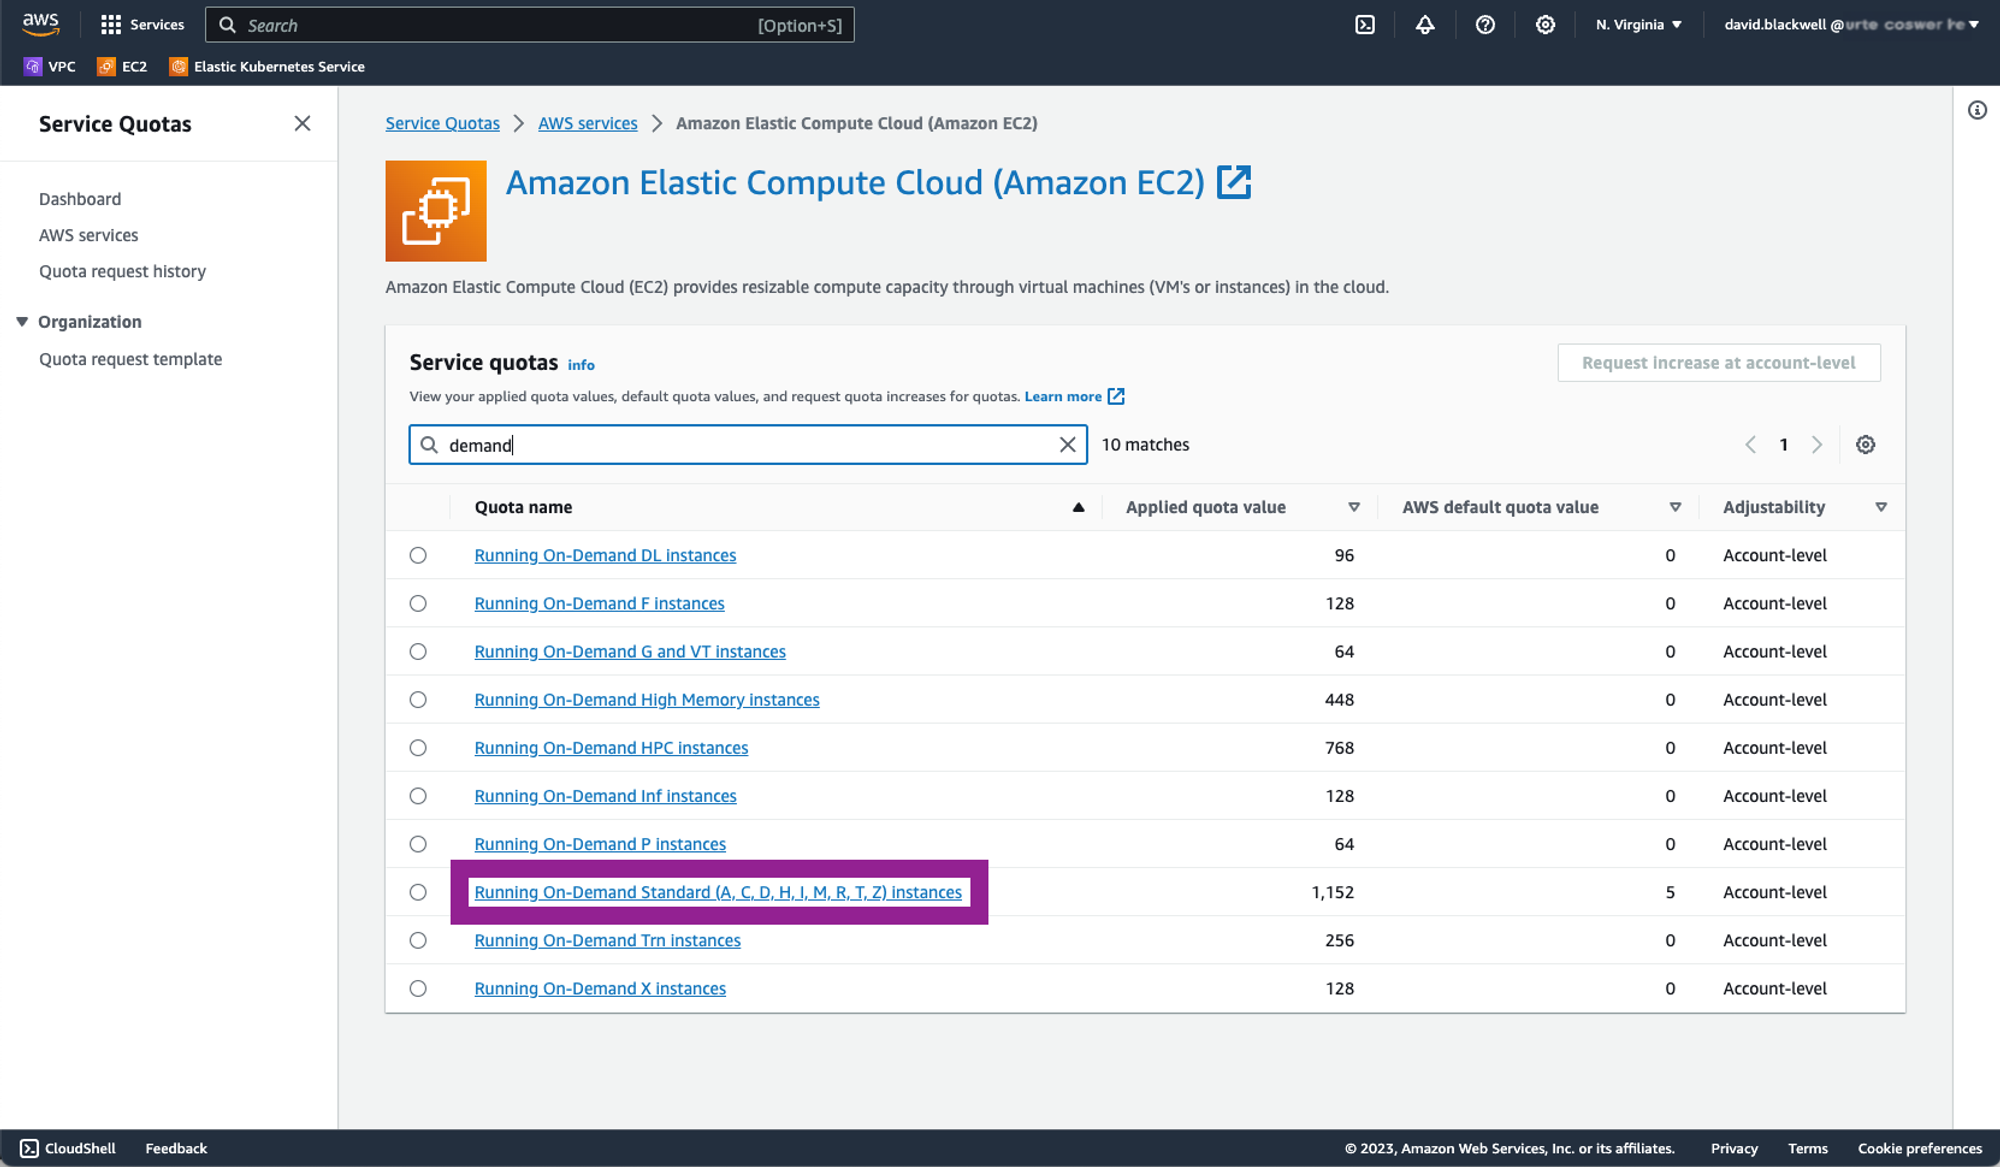 aws Services Search [Option+S] N. Virginia david.blackwell @
VPC EC2 Elastic Kubernetes Service
Service Quotas
Dashboard
AWS services
Quota request history
Organization
Quota request template
Service Quotas AWS services Amazon Elastic Compute Cloud (Amazon EC2)
Amazon Elastic Compute Cloud (Amazon EC2)
Amazon Elastic Compute Cloud (EC2) provides resizable compute capacity through virtual machines (VM's or instances) in the cloud.
Service quotas info Request increase at account-level
View your applied quota values, default quota values, and request quota increases for quotas. Learn more
demand 10 matches 1
Quota name Applied quota value AWS default quota value Adjustability
Running On-Demand DL instances 96 0 Account-level
Running On-Demand F instances 128 0 Account-level
Running On-Demand G and VT instances 64 0 Account-level
Running On-Demand High Memory instances 448 0 Account-level
Running On-Demand HPC instances 768 0 Account-level
Running On-Demand Inf instances 128 0 Account-level
Running On-Demand P instances 64 0 Account-level
Running On-Demand Standard (A, C, D, H, I, M, R, T, Z) instances 1,152 5 Account-level
Running On-Demand Trn instances 256 0 Account-level
Running On-Demand X instances 128 0 Account-level
CloudShell Feedback © 2023, Amazon Web Services, Inc. or its affiliates. Privacy Terms Cookie preferences